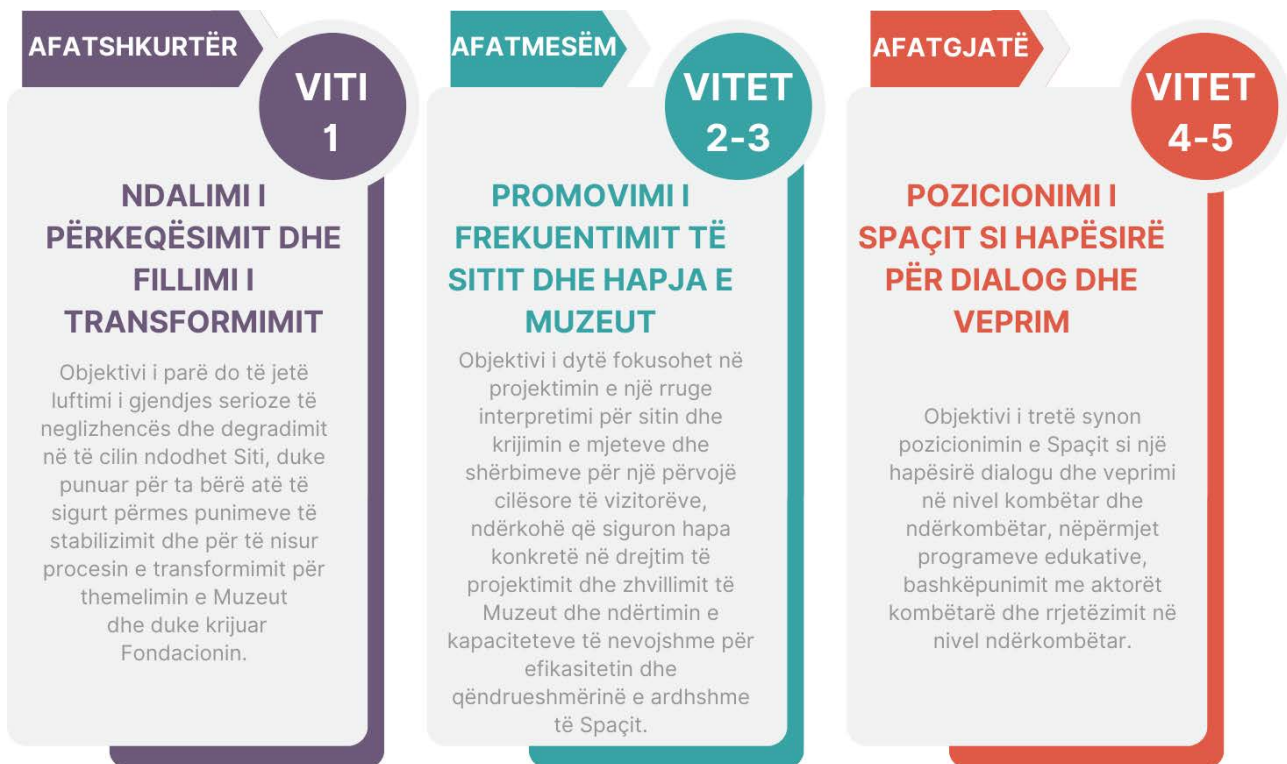 AFATSHKURTËR
VITI
1
NDALIMI I
PËRKEQËSIMIT DHE
FILLIMI I
TRANSFORMIMIT
Objektivi i parë do të jetë
luftimi i gjendjes serioze të
neglizhencës dhe degradimit
në të cilin ndodhet Siti, duke
punuar për ta bërë atë të
sigurt përmes punimeve të
stabilizimit dhe për të nisur
procesin e transformimit për
themelimin e Muzeut
dhe duke krijuar
Fondacionin.
AFATMESËM
VITET
2-3
PROMOVIMI I
FREKUENTIMIT TË
SITIT DHE HAPJA E
MUZEUT
Objektivi i dytë fokusohet në
projektimin e një rruge
interpretimi për sitin dhe
krijimin e mjeteve dhe
shërbimeve për një përvojë
cilësore të vizitorëve,
ndërkohë që siguron hapa
konkretë në drejtim të
projektimit dhe zhvillimit të
Muzeut dhe ndërtimin e
kapaciteteve të nevojshme për
efikasitetin dhe
qëndrueshmërinë e ardhshme
të Spaçit.
AFATGJATË
VITET
4-5
POZICIONIMI I
SPAÇIT SI HAPËSIRË
PËR DIALOG DHE
VEPRIM
Objektivi i tretë synon
pozicionimin e Spaçit si një
hapësirë dialogu dhe veprimi
në nivel kombëtar dhe
ndërkombëtar, nëpërmjet
programeve edukative,
bashkëpunimit me aktorët
kombëtarë dhe rrjetëzimit në
nivel ndërkombëtar.